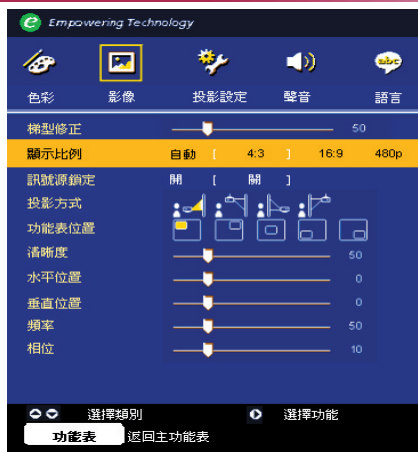 e Empowering Technology
色彩 影像 投影設定 聲音 abc 語言
梯型修正 50
顯示比例 自動 [ 4:3 ] 16:9 480p
訊號源鎖定 開 [ 開 ]
投影方式
功能表位置
清晰度 50
水平位置 0
垂直位置 0
頻率 50
相位 10
選擇類別 選擇功能
功能表 返回主功能表